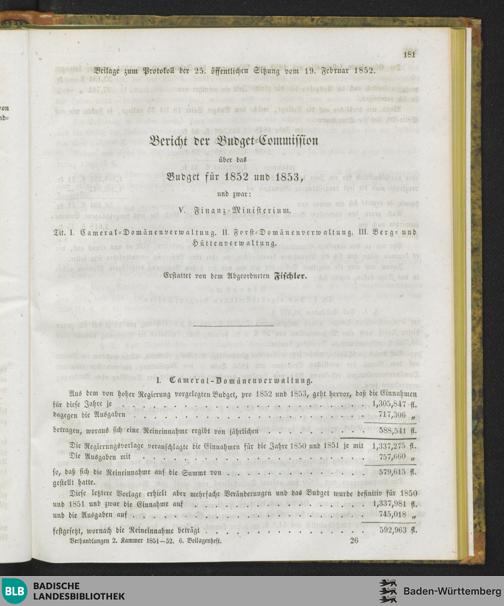 181
Beilage zum Protokoll der 25. öffentlichen Sitzung vom 19. Februar 1852.
Bericht der Budget-Commission
über das
Budget für 1852 und 1853,
und zwar:
V. Finanz-Ministerium.
Tit. I. Cameral-Domänenverwaltung. II. Forst-Domänenverwaltung. III. Berg- und
Hüttenverwaltung.
Erstattet von dem Abgeordneten Fischler.
I. Cameral-Domänenverwaltung.
Aus dem von hoher Regierung vorgelegten Budget, pro 1852 und 1853, geht hervor, daß die Einnahmen
für diese Jahre je . . . . . 1,305,847 fl.
dagegen die Ausgaben . . . . . 717,306 „
betragen, woraus sich eine Reineinnahme ergibt von jährlichen . . . . . 588,541 fl.
Die Regierungsvorlage veranschlagte die Einnahmen für die Jahre 1850 und 1851 je mit 1,337,275 fl.
Die Ausgaben mit . . . . . 757,660 „
so, daß sich die Reineinnahme auf die Summe von . . . . . 579,615 fl.
gestellt hatte.
Diese letztere Vorlage erhielt aber mehrfache Veränderungen und das Budget wurde definitiv für 1850
und 1851 und zwar die Einnahme auf . . . . . 1,337,981 fl.
und die Ausgaben auf . . . . . 745,018 „
festgesetzt, wornach die Reineinnahme beträgt . . . . . 592,963 fl.
Verhandlungen 2. Kammer 1851—52. 6. Beilagenheft. 26
BLB BADISCHE
LANDESBIBLIOTHEK
Baden-Württemberg